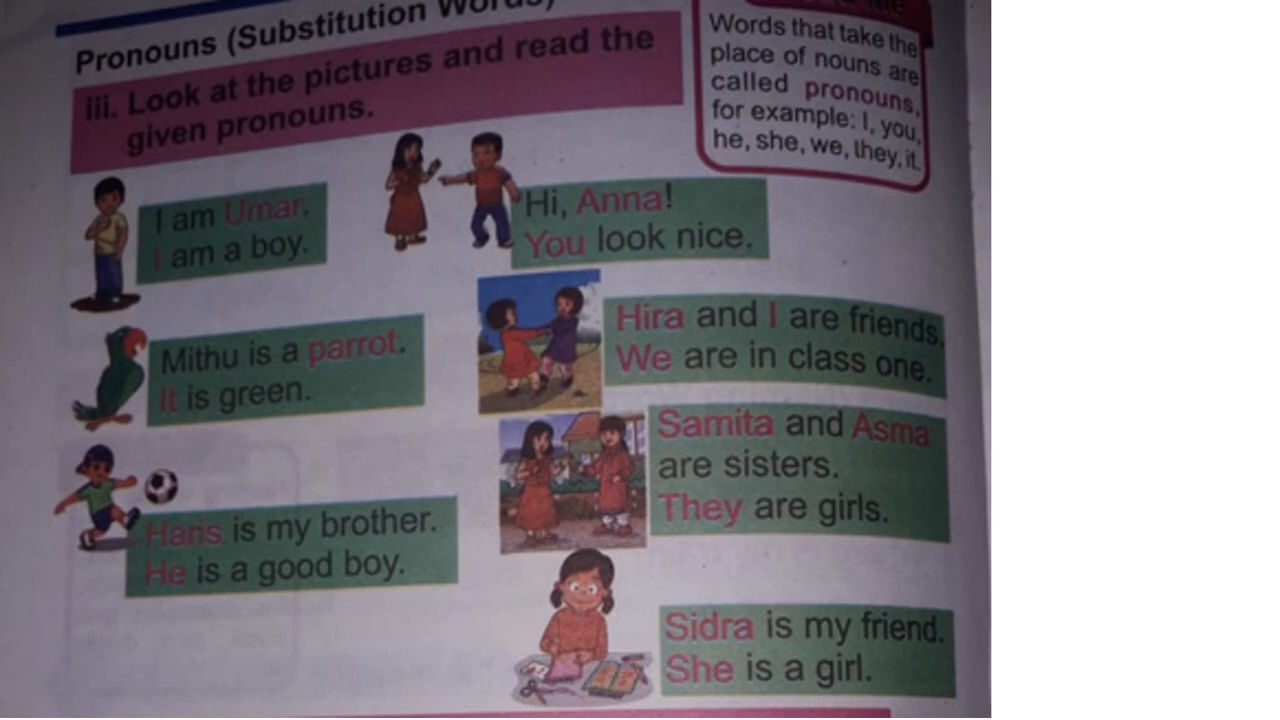 Pronouns (Substitution Words)
iii. Look at the pictures and read the
given pronouns.
Words that take the
place of nouns are
called pronouns,
for example: I, you,
he, she, we, they, it.
I am Umar.
I am a boy.
Hi, Anna!
You look nice.
Mithu is a parrot.
It is green.
Hira and I are friends.
We are in class one.
Haris is my brother.
He is a good boy.
Samita and Asma
are sisters.
They are girls.
Sidra is my friend.
She is a girl.